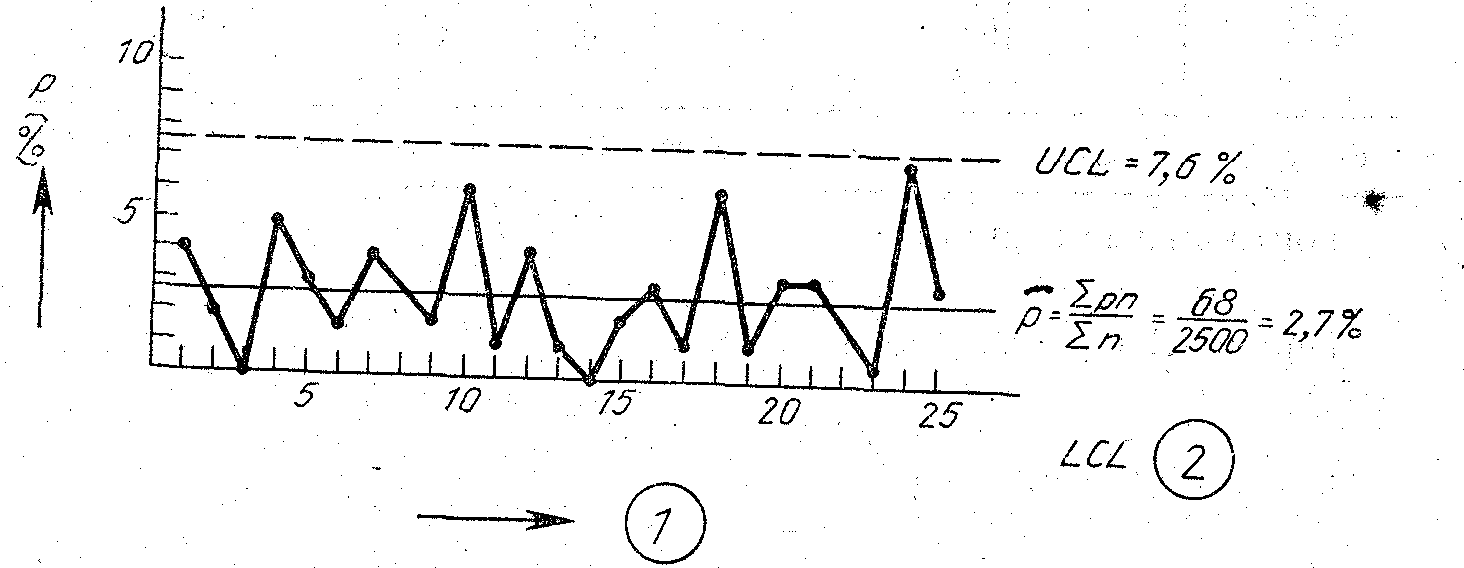 10
p
(%)
5
UCL = 7,6 %
p̄ = Σpn / Σn = 68 / 2500 = 2,7%
5 10 15 20 25
LCL 2
1